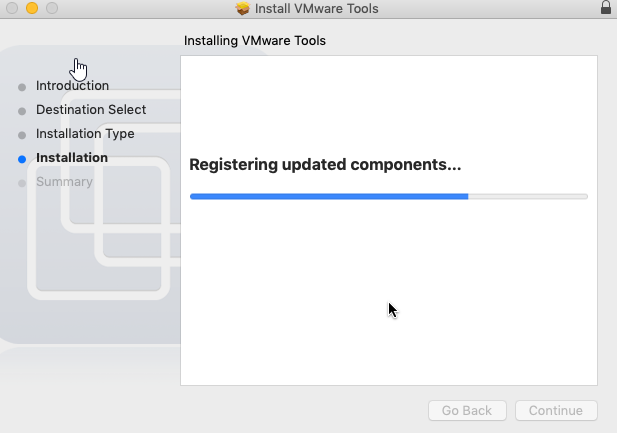 Install VMware Tools
Installing VMware Tools
Introduction
Destination Select
Installation Type
Installation
Summary
Registering updated components...
Go Back
Continue